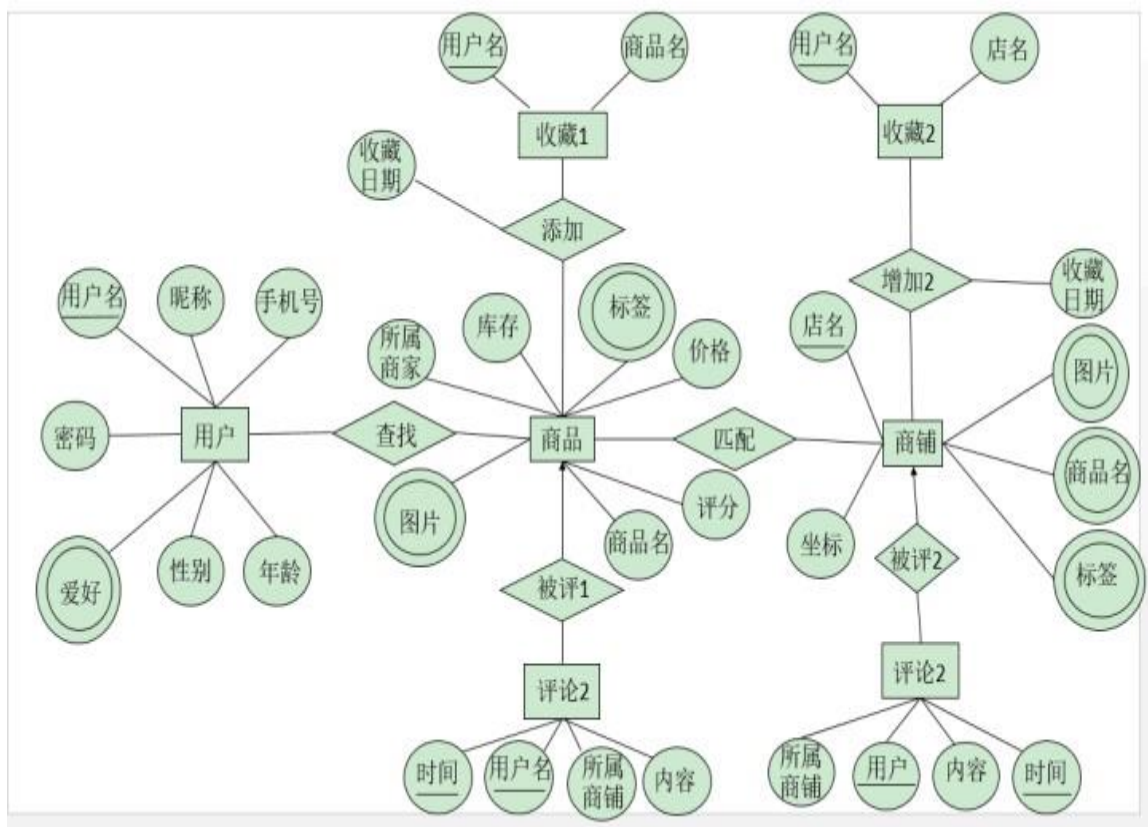 用户名
商品名
用户名
店名
收藏1
收藏2
收藏
日期
添加
增加2
收藏
日期
用户名
昵称
手机号
所属
商家
库存
标签
价格
店名
图片
密码
用户
查找
商品
匹配
商铺
商品名
图片
评分
商品名
坐标
被评2
标签
爱好
性别
年龄
被评1
评论2
评论2
时间
用户名
所属
商铺
内容
所属
商铺
用户
内容
时间